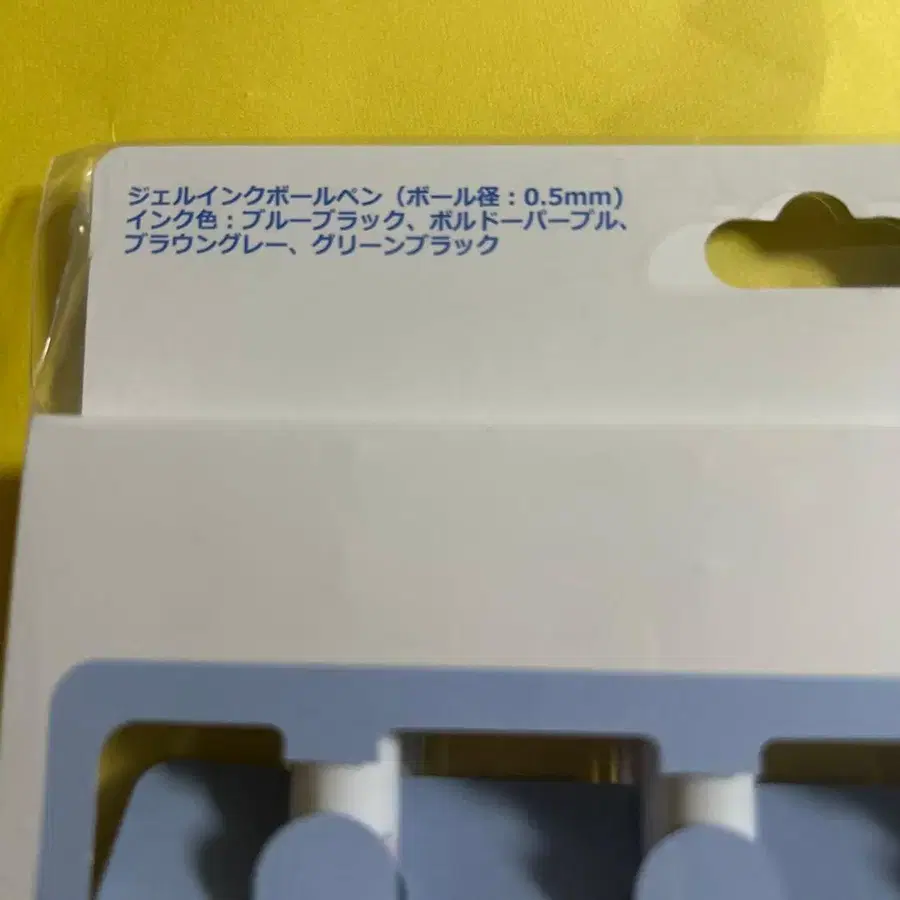 ジェルインクボールペン（ボール径：0.5mm）
インク色：ブルーブラック、ボルドーパープル、
ブラウングレー、グリーンブラック